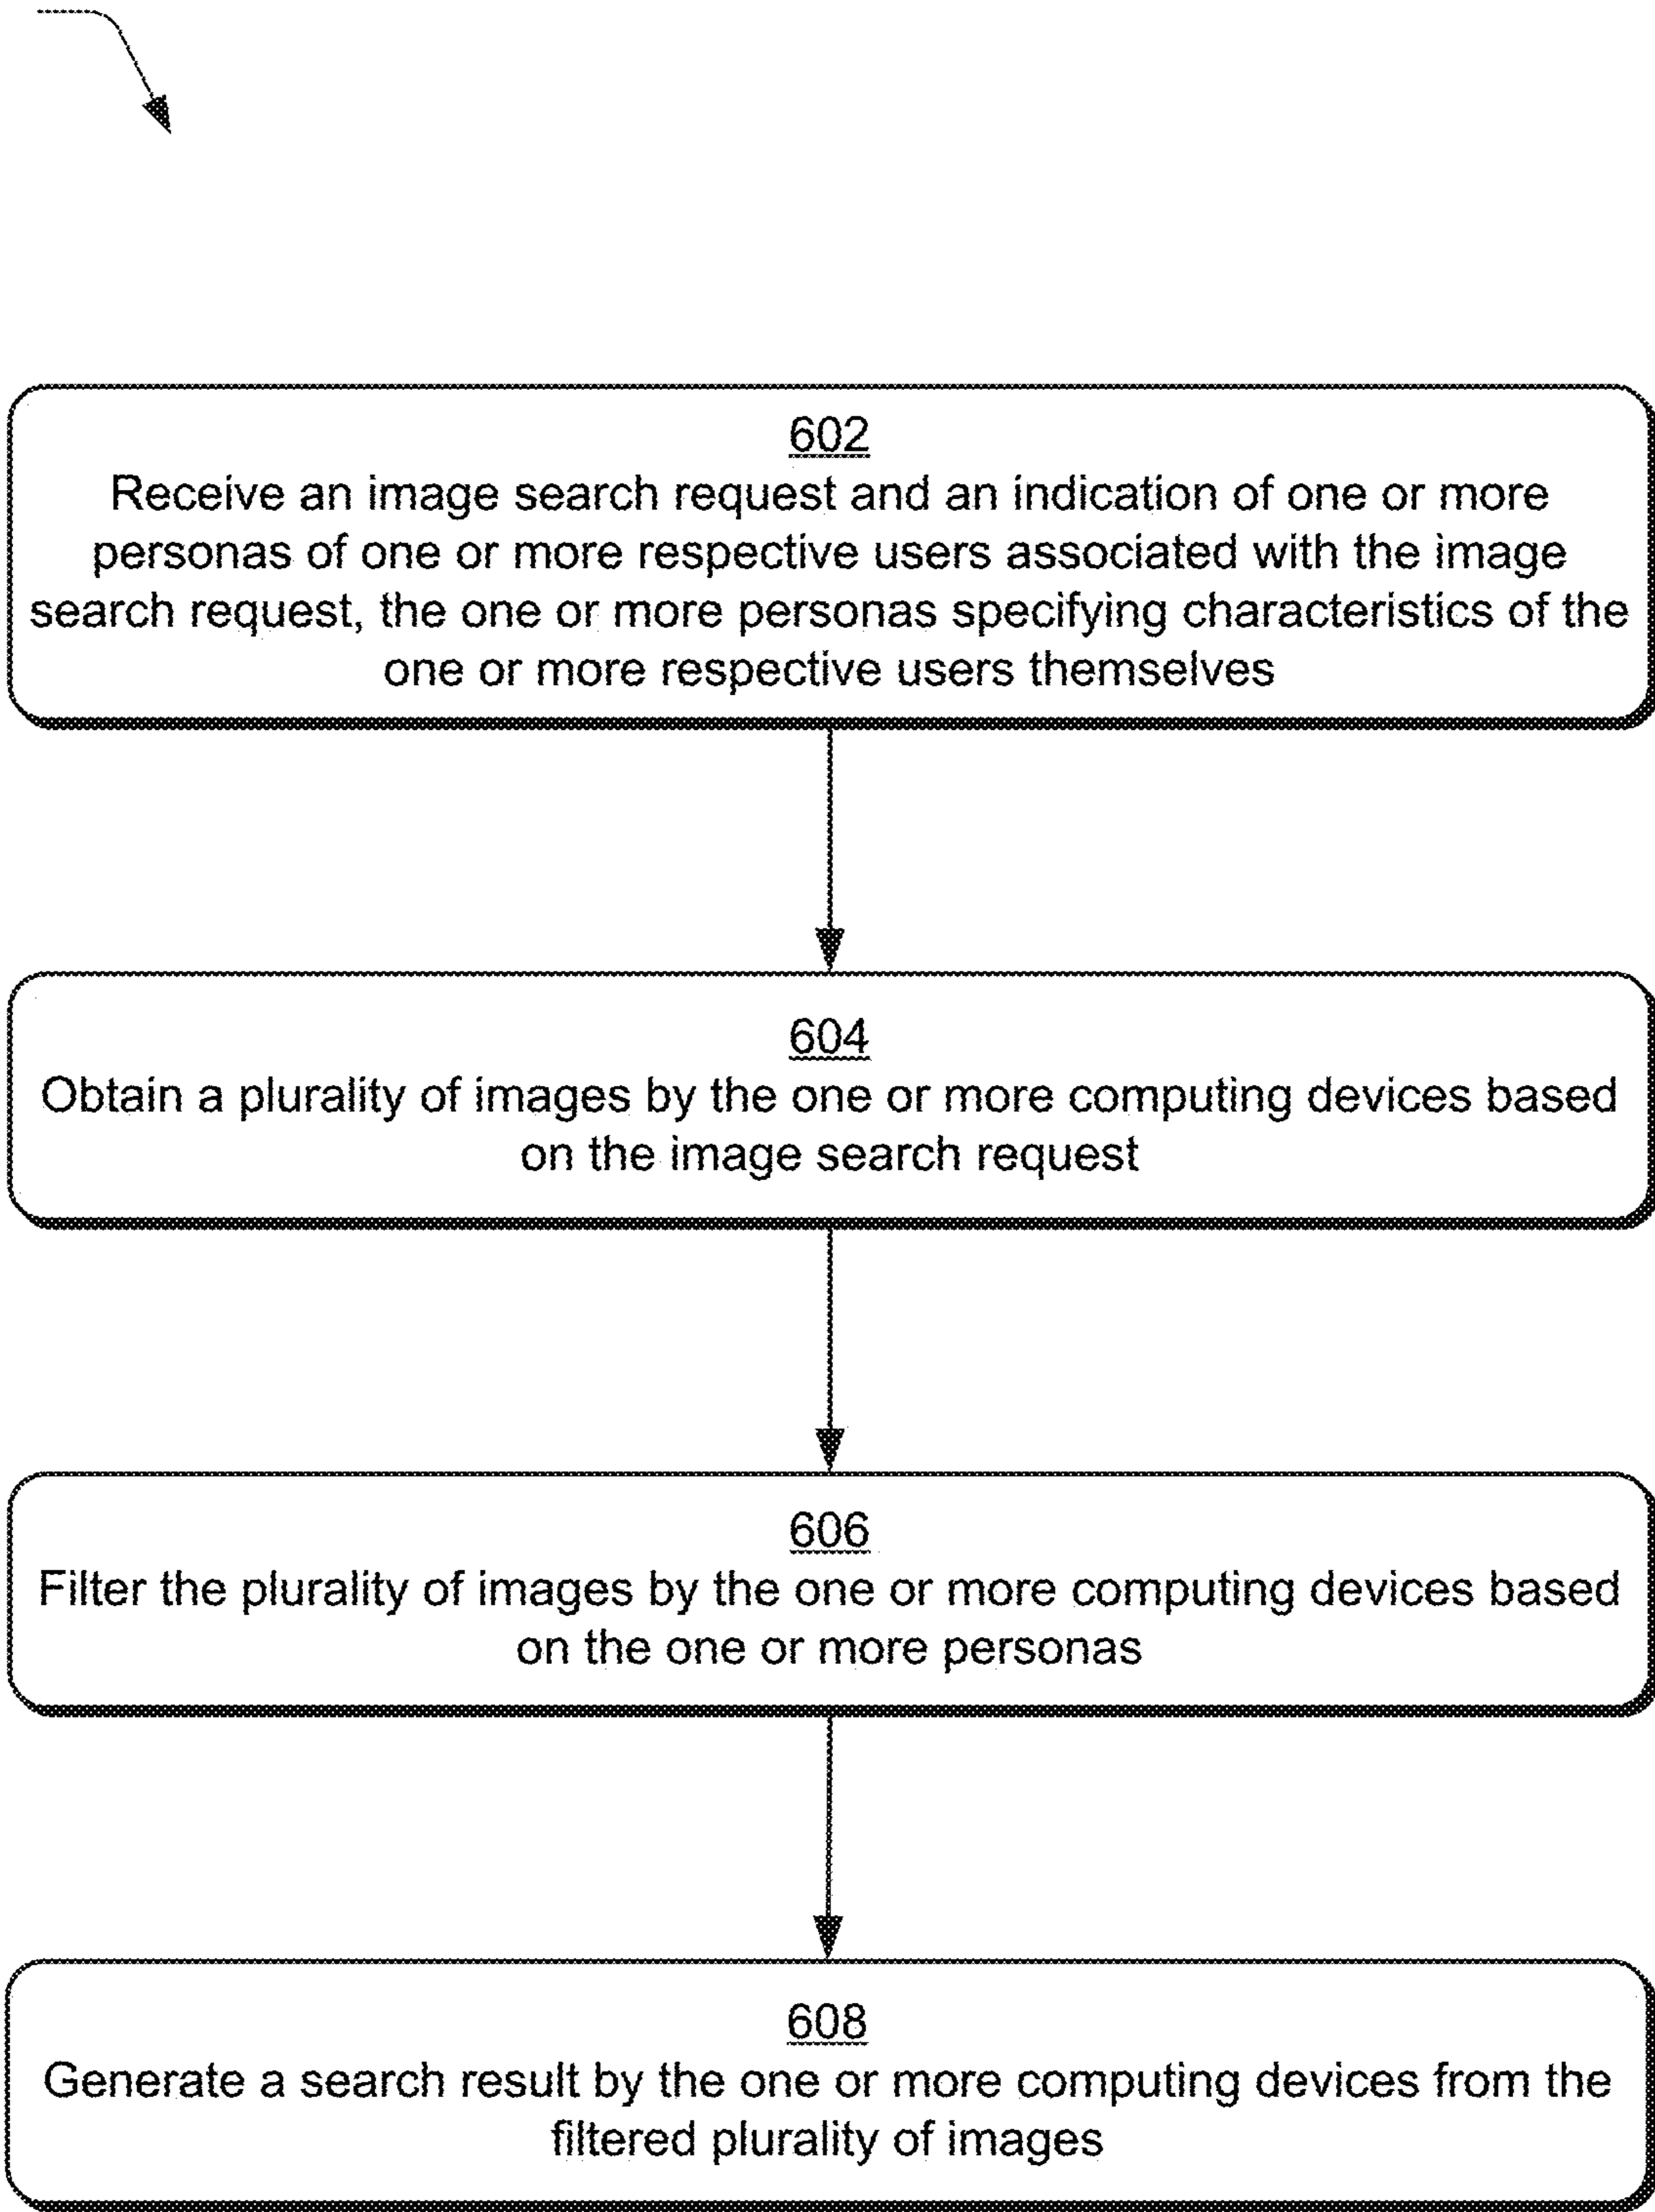 602
Receive an image search request and an indication of one or more
personas of one or more respective users associated with the image
search request, the one or more personas specifying characteristics of the
one or more respective users themselves
604
Obtain a plurality of images by the one or more computing devices based
on the image search request
606
Filter the plurality of images by the one or more computing devices based
on the one or more personas
608
Generate a search result by the one or more computing devices from the
filtered plurality of images